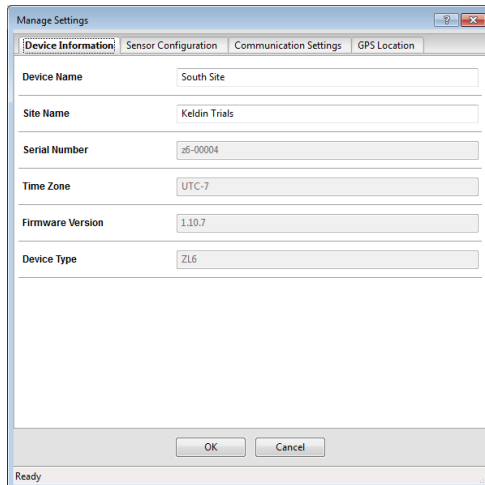 Manage Settings
Device Information Sensor Configuration Communication Settings GPS Location
Device Name South Site
Site Name Keldin Trials
Serial Number z6-00004
Time Zone UTC-7
Firmware Version 1.10.7
Device Type ZL6
OK Cancel
Ready